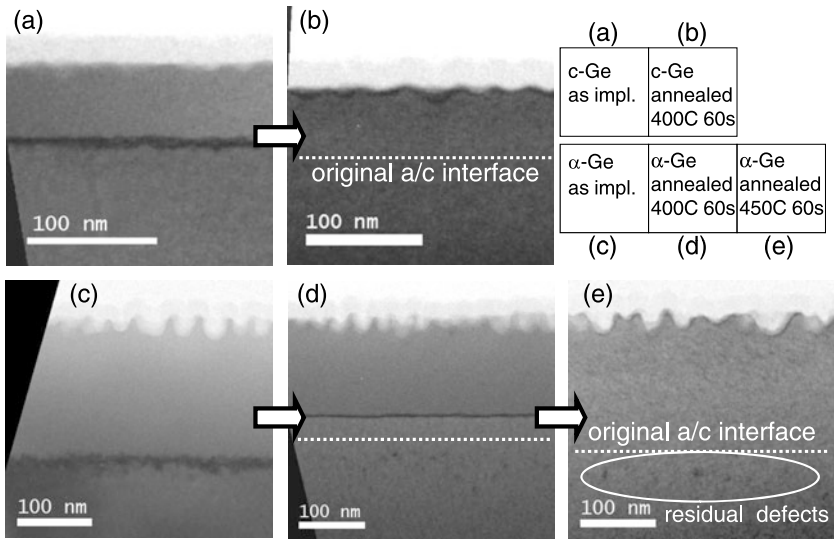 (a)
(b)
original a/c interface
100 nm
100 nm
(a)
(b)
c-Ge
as impl.
c-Ge
annealed
400C 60s
α-Ge
as impl.
α-Ge
annealed
400C 60s
α-Ge
annealed
450C 60s
(c)
(d)
(e)
(c)
(d)
(e)
original a/c interface
residual defects
100 nm
100 nm
100 nm